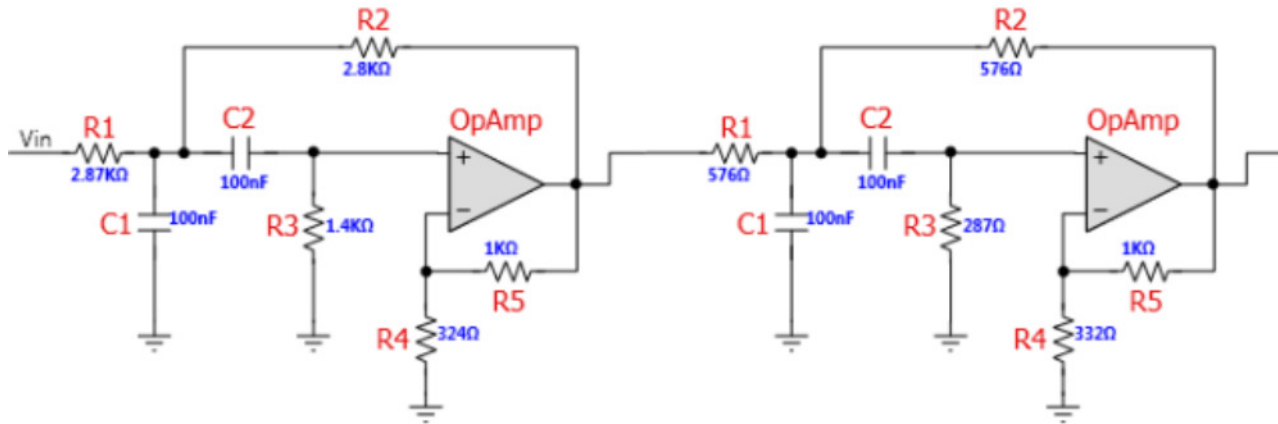 R2
2.8KΩ
R2
576Ω
Vin
R1
2.87KΩ
C2
100nF
OpAmp
+
−
C1
100nF
R3
1.4KΩ
1KΩ
R5
R4
324Ω
R1
576Ω
C2
100nF
OpAmp
+
−
C1
100nF
R3
287Ω
1KΩ
R5
R4
332Ω